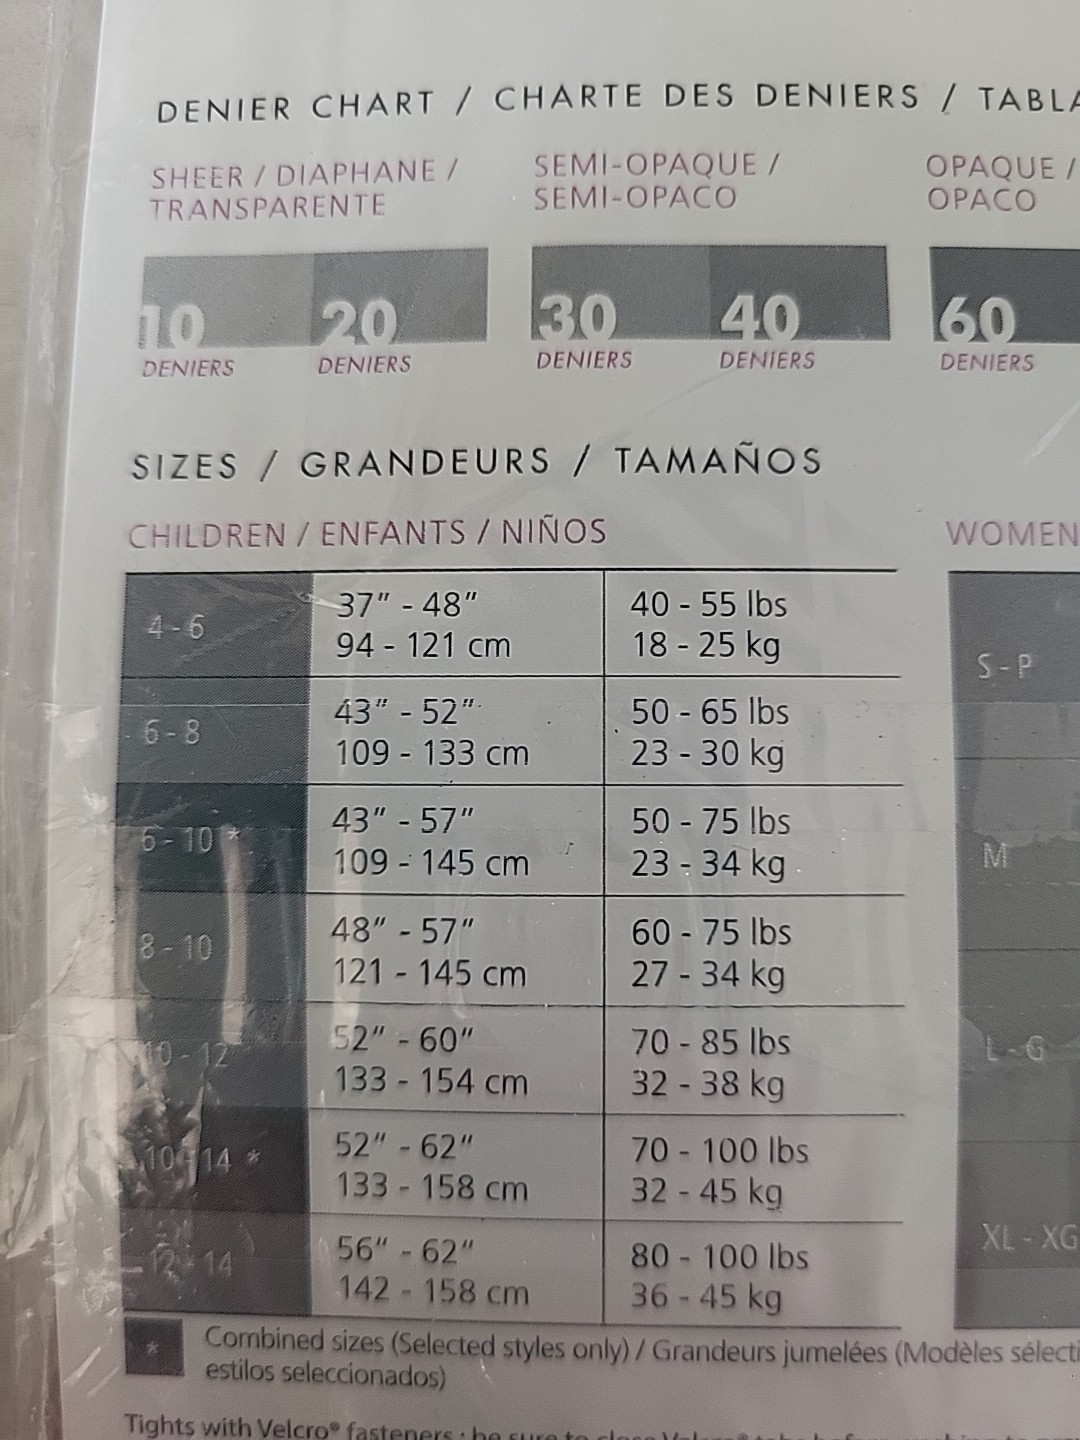 DENIER CHART / CHARTE DES DENIERS /
SHEER / DIAPHANE /
TRANSPARENTE
SEMI-OPAQUE /
SEMI-OPACO
OPAQUE /
OPACO
10
DENIERS
20
DENIERS
30
DENIERS
40
DENIERS
60
DENIERS
SIZES / GRANDEURS / TAMAÑOS
CHILDREN / ENFANTS / NIÑOS
4 - 6
37" - 48"
94 - 121 cm
40 - 55 lbs
18 - 25 kg
6 - 8
43" - 52"
109 - 133 cm
50 - 65 lbs
23 - 30 kg
6 - 10 *
43" - 57"
109 - 145 cm
50 - 75 lbs
23 - 34 kg
8 - 10
48" - 57"
121 - 145 cm
60 - 75 lbs
27 - 34 kg
10 - 12
52" - 60"
133 - 154 cm
70 - 85 lbs
32 - 38 kg
10 - 14 *
52" - 62"
133 - 158 cm
70 - 100 lbs
32 - 45 kg
12 - 14
56" - 62"
142 - 158 cm
80 - 100 lbs
36 - 45 kg
WOMEN
S - P
M
L - G
XL - XG
* Combined sizes (Selected styles only) / Grandeurs jumelées (Modèles
estilos seleccionados)
Tights with Velcro® fasteners : be sure to close